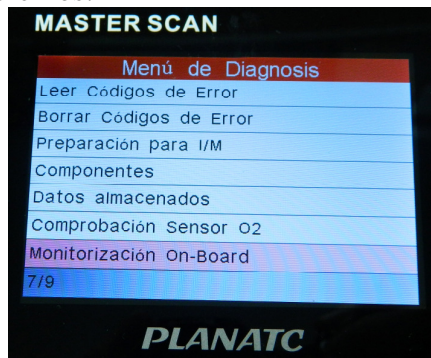 MASTER SCAN
Menú de Diagnosis
Leer Códigos de Error
Borrar Códigos de Error
Preparación para I/M
Componentes
Datos almacenados
Comprobación Sensor O2
Monitorización On-Board
7/9
PLANATC